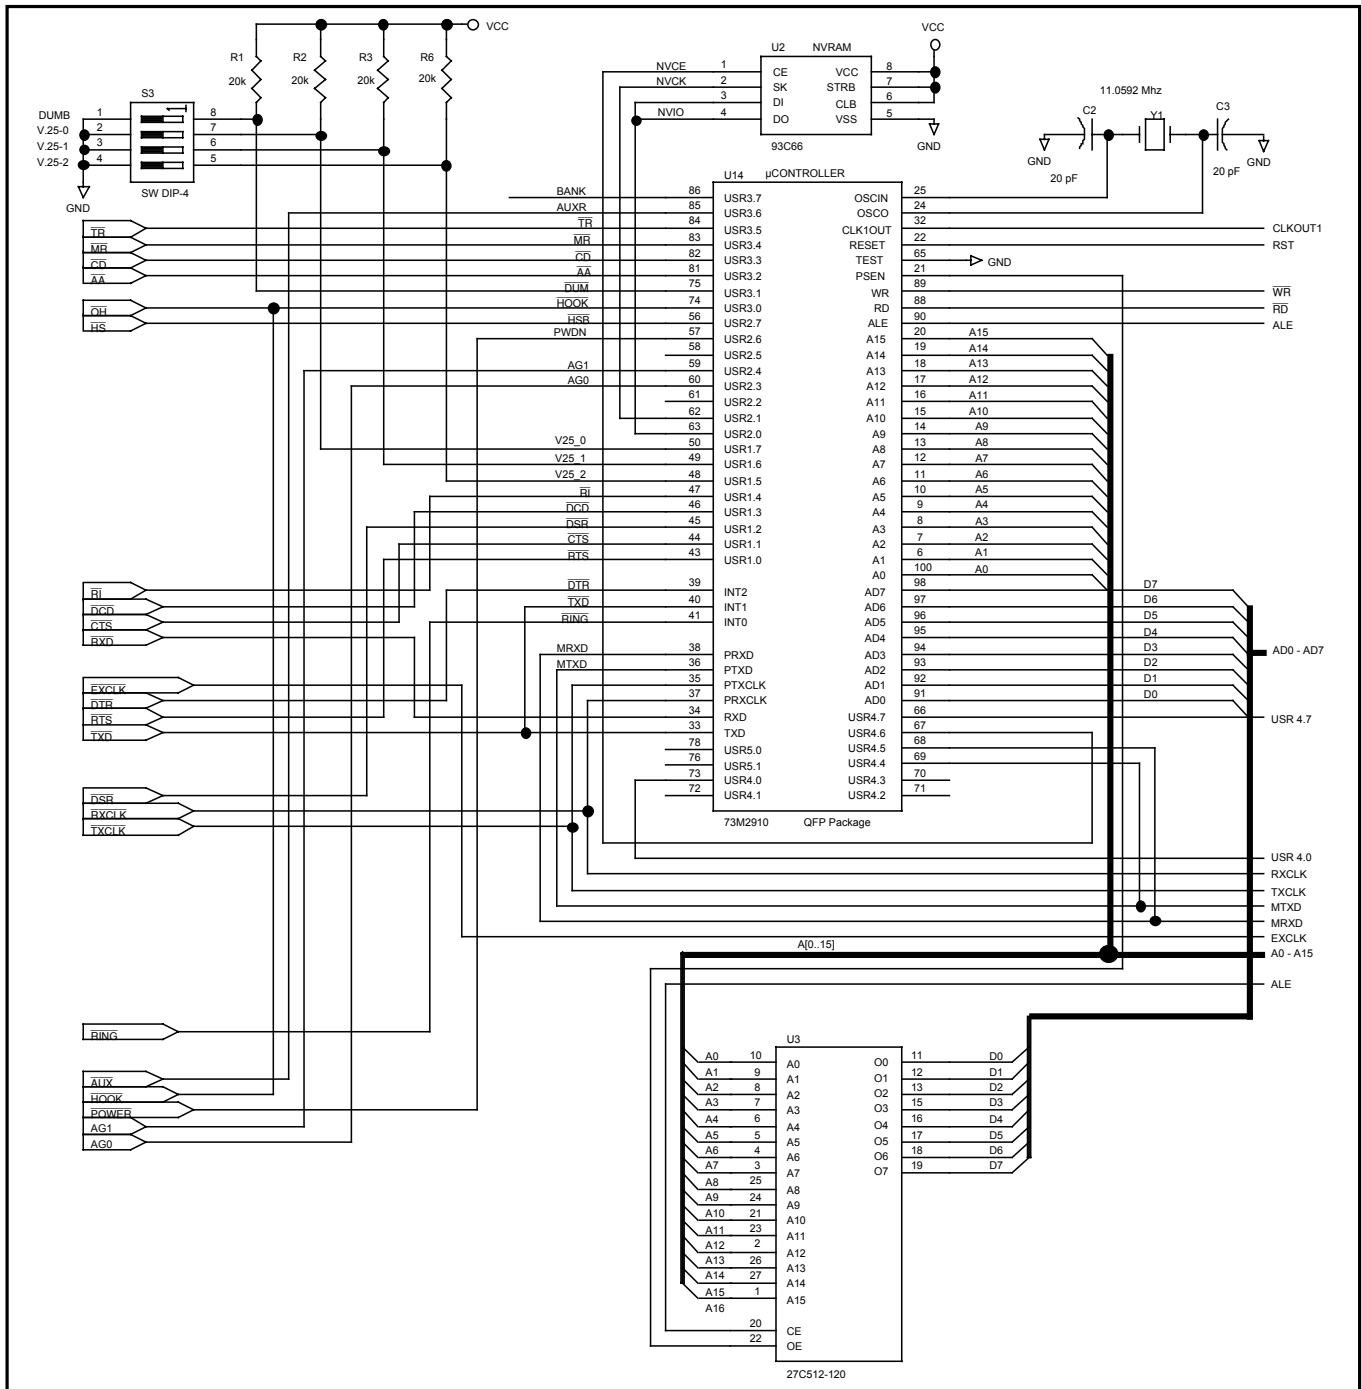 VCC
R1 R2 R3 R6
20k 20k 20k 20k
S3
DUMB 1 8
V.25-0 2 7
V.25-1 3 6
V.25-2 4 5
SW DIP-4
GND
VCC
U2 NVRAM
NVCE 1 CE VCC 8
NVCK 2 SK STRB 7
3 DI CLB 6
NVIO 4 DO VSS 5
93C66
GND
11.0592 Mhz
C2 Y1 C3
GND GND
20 pF 20 pF
U14 µCONTROLLER
BANK 86 USR3.7 OSCIN 25
AUXR 85 USR3.6 OSCO 24
TR TR 84 USR3.5 CLK1OUT 32 CLKOUT1
MR MR 83 USR3.4 RESET 22 RST
CD CD 82 USR3.3 TEST 65 GND
AA AA 81 USR3.2 PSEN 21
DUM 75 USR3.1 WR 89 WR
OH HOOK 74 USR3.0 RD 88 RD
HS HSR 56 USR2.7 ALE 90 ALE
PWDN 57 USR2.6 A15 20 A15
58 USR2.5 A14 19 A14
AG1 59 USR2.4 A13 18 A13
AG0 60 USR2.3 A12 17 A12
61 USR2.2 A11 16 A11
62 USR2.1 A10 15 A10
63 USR2.0 A9 14 A9
V25_0 50 USR1.7 A8 13 A8
V25_1 49 USR1.6 A7 12 A7
V25_2 48 USR1.5 A6 11 A6
RI 47 USR1.4 A5 10 A5
DCD 46 USR1.3 A4 9 A4
DSR 45 USR1.2 A3 8 A3
CTS 44 USR1.1 A2 7 A2
RTS 43 USR1.0 A1 6 A1
A0 100 A0
RI DTR 39 INT2 AD7 98 D7
DCD TXD 40 INT1 AD6 97 D6
CTS RING 41 INT0 AD5 96 D5
RXD AD4 95 D4
MRXD 38 PRXD AD3 94 D3 AD0 - AD7
MTXD 36 PTXD AD2 93 D2
EXCLK 35 PTXCLK AD1 92 D1
DTR 37 PRXCLK AD0 91 D0
RTS 34 RXD USR4.7 66 USR 4.7
TXD 33 TXD USR4.6 67
78 USR5.0 USR4.5 68
76 USR5.1 USR4.4 69
73 USR4.0 USR4.3 70
DSR 72 USR4.1 USR4.2 71
RXCLK
TXCLK
73M2910 QFP Package
USR 4.0
RXCLK
TXCLK
MTXD
MRXD
EXCLK
A[0..15] A0 - A15
ALE
RING
AUX
HOOK
POWER
AG1
AG0
U3
A0 10 A0 O0 11 D0
A1 9 A1 O1 12 D1
A2 8 A2 O2 13 D2
A3 7 A3 O3 15 D3
A4 6 A4 O4 16 D4
A5 5 A5 O5 17 D5
A6 4 A6 O6 18 D6
A7 3 A7 O7 19 D7
A8 25 A8
A9 24 A9
A10 21 A10
A11 23 A11
A12 2 A12
A13 26 A13
A14 27 A14
A15 1 A15
A16
20 CE
22 OE
27C512-120